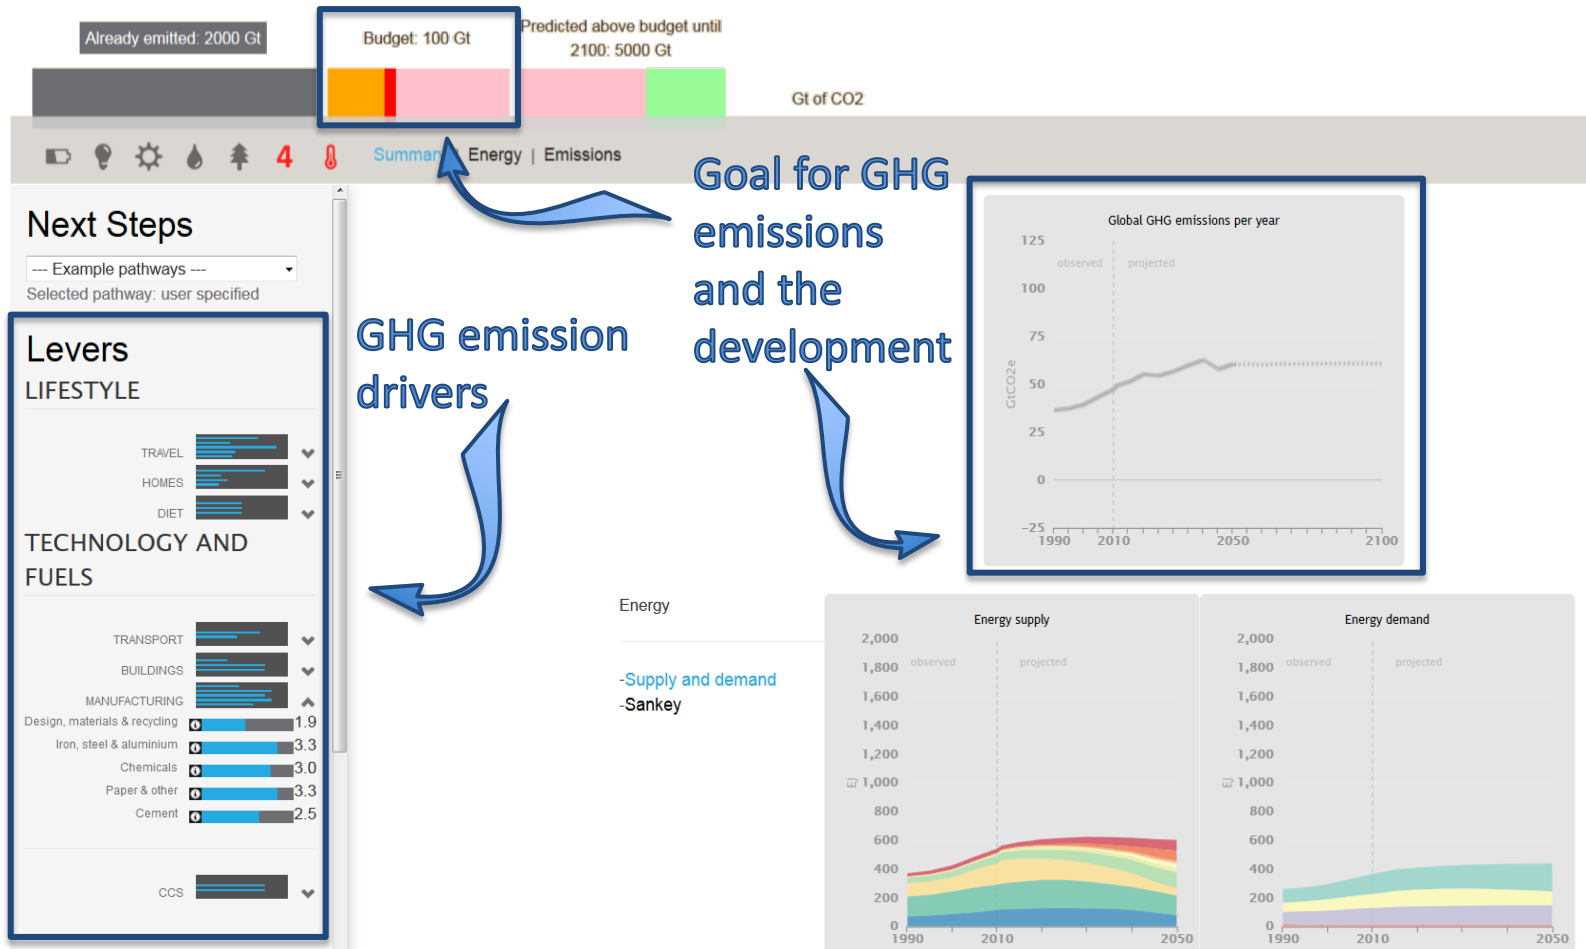 Already emitted: 2000 Gt
Budget: 100 Gt
Predicted above budget until
2100: 5000 Gt
Gt of CO2
4
Summar | Energy | Emissions
Goal for GHG
emissions
and the
development
Next Steps
--- Example pathways ---
Selected pathway: user specified
GHG emission
drivers
Levers
LIFESTYLE
TRAVEL
HOMES
DIET
TECHNOLOGY AND
FUELS
TRANSPORT
BUILDINGS
MANUFACTURING
Design, materials & recycling 1.9
Iron, steel & aluminium 3.3
Chemicals 3.0
Paper & other 3.3
Cement 2.5
CCS
Global GHG emissions per year
125
observed projected
100
75
GtCO2e
50
25
0
−25
1990 2010 2050 2100
Energy
-Supply and demand
-Sankey
Energy supply
2,000
observed projected
1,800
1,600
1,400
1,200
EJ
1,000
800
600
400
200
0
1990 2010 2050
Energy demand
2,000
observed projected
1,800
1,600
1,400
1,200
EJ
1,000
800
600
400
200
0
1990 2010 2050